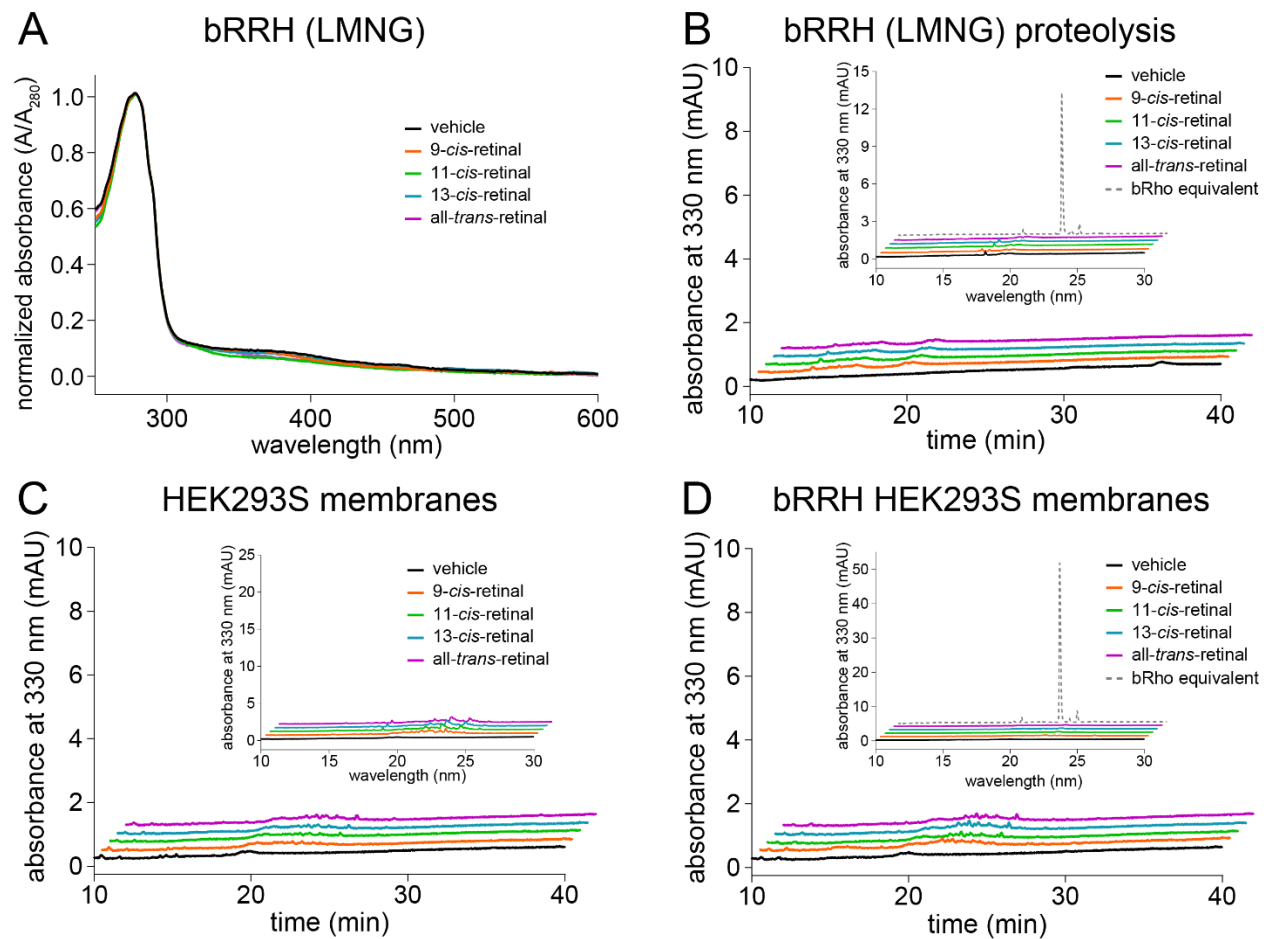 A
bRRH (LMNG)
normalized absorbance (A/A280)
1.0
0.8
0.6
0.4
0.2
0.0
vehicle
9-cis-retinal
11-cis-retinal
13-cis-retinal
all-trans-retinal
300
400
500
600
wavelength (nm)
B
bRRH (LMNG) proteolysis
absorbance at 330 nm (mAU)
10
8
6
4
2
0
absorbance at 330 nm (mAU)
15
12
9
6
3
0
10
15
20
25
30
wavelength (nm)
vehicle
9-cis-retinal
11-cis-retinal
13-cis-retinal
all-trans-retinal
bRho equivalent
10
20
30
40
time (min)
C
HEK293S membranes
absorbance at 330 nm (mAU)
10
8
6
4
2
0
absorbance at 330 nm (mAU)
25
20
15
10
5
0
10
15
20
25
30
wavelength (nm)
vehicle
9-cis-retinal
11-cis-retinal
13-cis-retinal
all-trans-retinal
10
20
30
40
time (min)
D
bRRH HEK293S membranes
absorbance at 330 nm (mAU)
10
8
6
4
2
0
absorbance at 330 nm (mAU)
50
40
30
20
10
0
10
15
20
25
30
wavelength (nm)
vehicle
9-cis-retinal
11-cis-retinal
13-cis-retinal
all-trans-retinal
bRho equivalent
10
20
30
40
time (min)